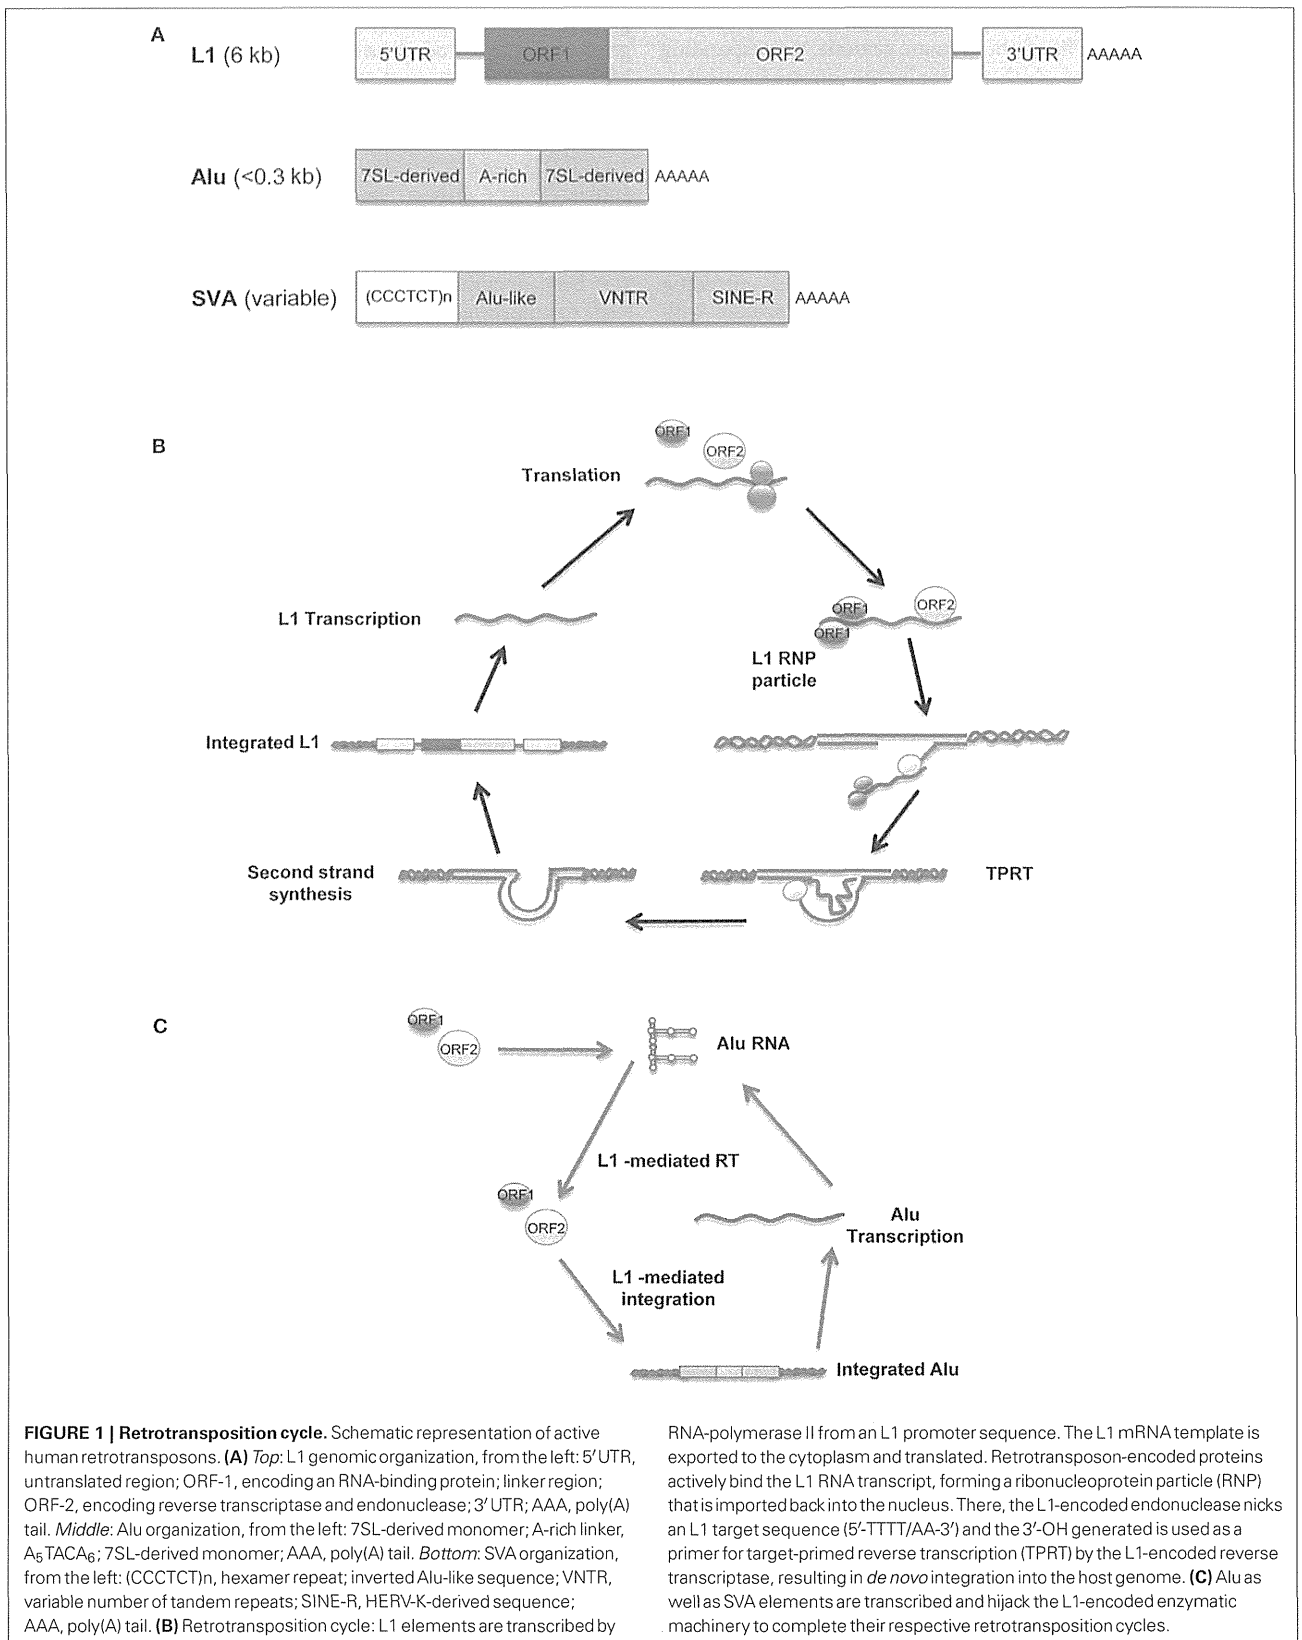 A
L1 (6 kb)
5'UTR
ORF1
ORF2
3'UTR
AAAAA
Alu (<0.3 kb)
7SL-derived
A-rich
7SL-derived
AAAAA
SVA (variable)
(CCCTCT)n
Alu-like
VNTR
SINE-R
AAAAA
B
ORF1
ORF2
Translation
L1 Transcription
ORF1
ORF2
ORF1
L1 RNP
particle
Integrated L1
Second strand
synthesis
TPRT
C
ORF1
ORF2
Alu RNA
L1 -mediated RT
ORF1
ORF2
Alu
Transcription
L1 -mediated
integration
Integrated Alu
FIGURE 1 | Retrotransposition cycle. Schematic representation of active
human retrotransposons. (A) Top: L1 genomic organization, from the left: 5' UTR,
untranslated region; ORF-1, encoding an RNA-binding protein; linker region;
ORF-2, encoding reverse transcriptase and endonuclease; 3' UTR; AAA, poly(A)
tail. Middle: Alu organization, from the left: 7SL-derived monomer; A-rich linker,
A5TACA6; 7SL-derived monomer; AAA, poly(A) tail. Bottom: SVA organization,
from the left: (CCCTCT)n, hexamer repeat; inverted Alu-like sequence; VNTR,
variable number of tandem repeats; SINE-R, HERV-K-derived sequence;
AAA, poly(A) tail. (B) Retrotransposition cycle: L1 elements are transcribed by
RNA-polymerase II from an L1 promoter sequence. The L1 mRNA template is
exported to the cytoplasm and translated. Retrotransposon-encoded proteins
actively bind the L1 RNA transcript, forming a ribonucleoprotein particle (RNP)
that is imported back into the nucleus. There, the L1-encoded endonuclease nicks
an L1 target sequence (5'-TTTT/AA-3') and the 3'-OH generated is used as a
primer for target-primed reverse transcription (TPRT) by the L1-encoded reverse
transcriptase, resulting in de novo integration into the host genome. (C) Alu as
well as SVA elements are transcribed and hijack the L1-encoded enzymatic
machinery to complete their respective retrotransposition cycles.